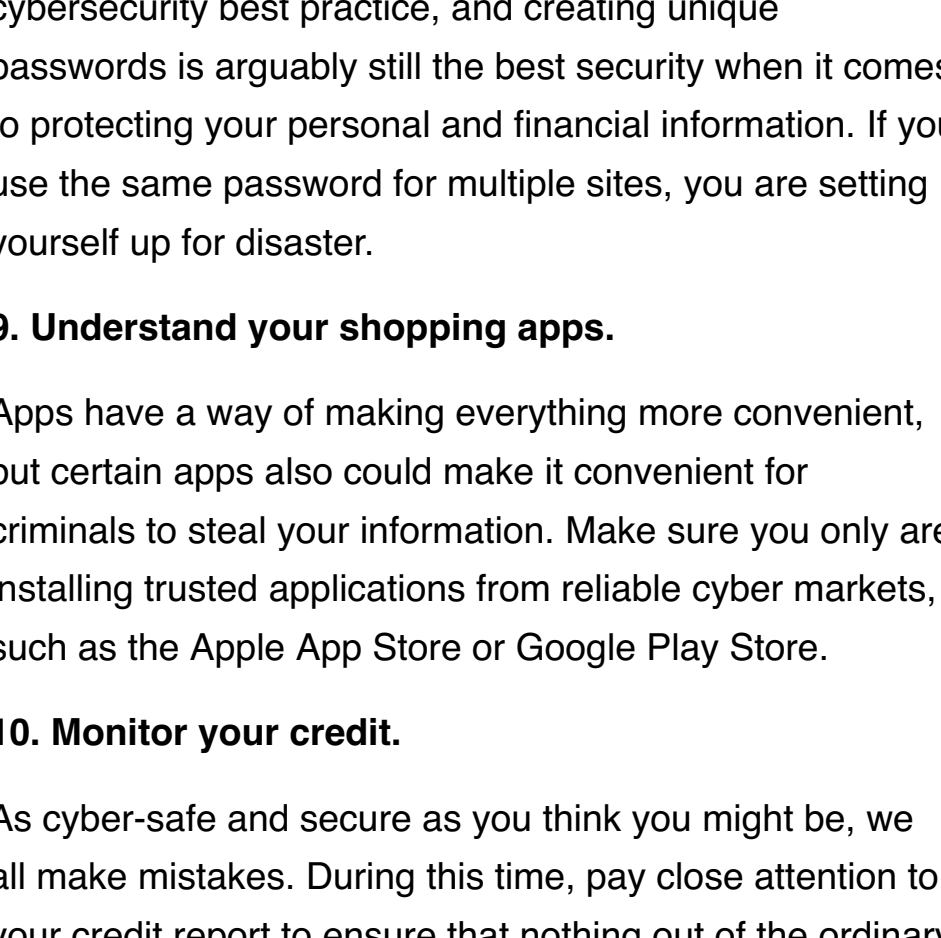 cybersecurity best practice, and creating unique
passwords is arguably still the best security when it comes
to protecting your personal and financial information. If you
use the same password for multiple sites, you are setting
yourself up for disaster.
9. Understand your shopping apps.
Apps have a way of making everything more convenient,
but certain apps also could make it convenient for
criminals to steal your information. Make sure you only are
installing trusted applications from reliable cyber markets,
such as the Apple App Store or Google Play Store.
10. Monitor your credit.
As cyber-safe and secure as you think you might be, we
all make mistakes. During this time, pay close attention to
your credit report to ensure that nothing out of the ordinary